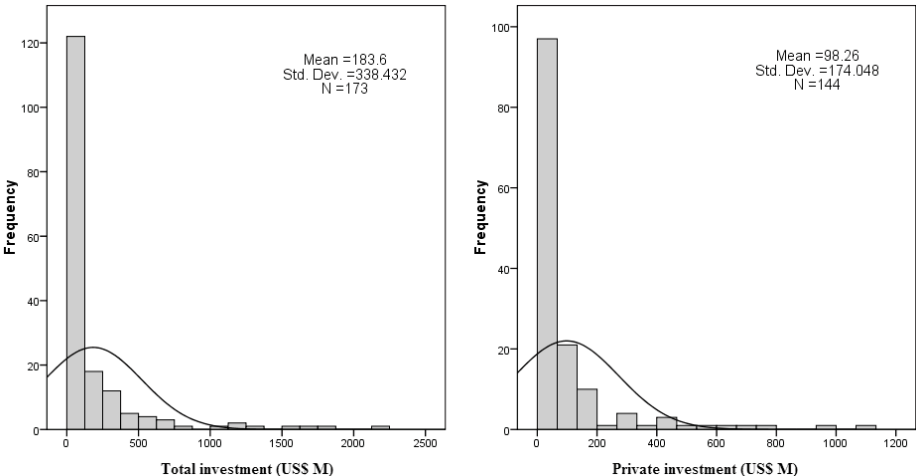 Mean =183.6
Std. Dev. =338.432
N =173
Frequency
120
100
80
60
40
20
0
0 500 1000 1500 2000 2500
Total investment (US$ M)
Mean =98.26
Std. Dev. =174.048
N =144
Frequency
100
80
60
40
20
0
0 200 400 600 800 1000 1200
Private investment (US$ M)